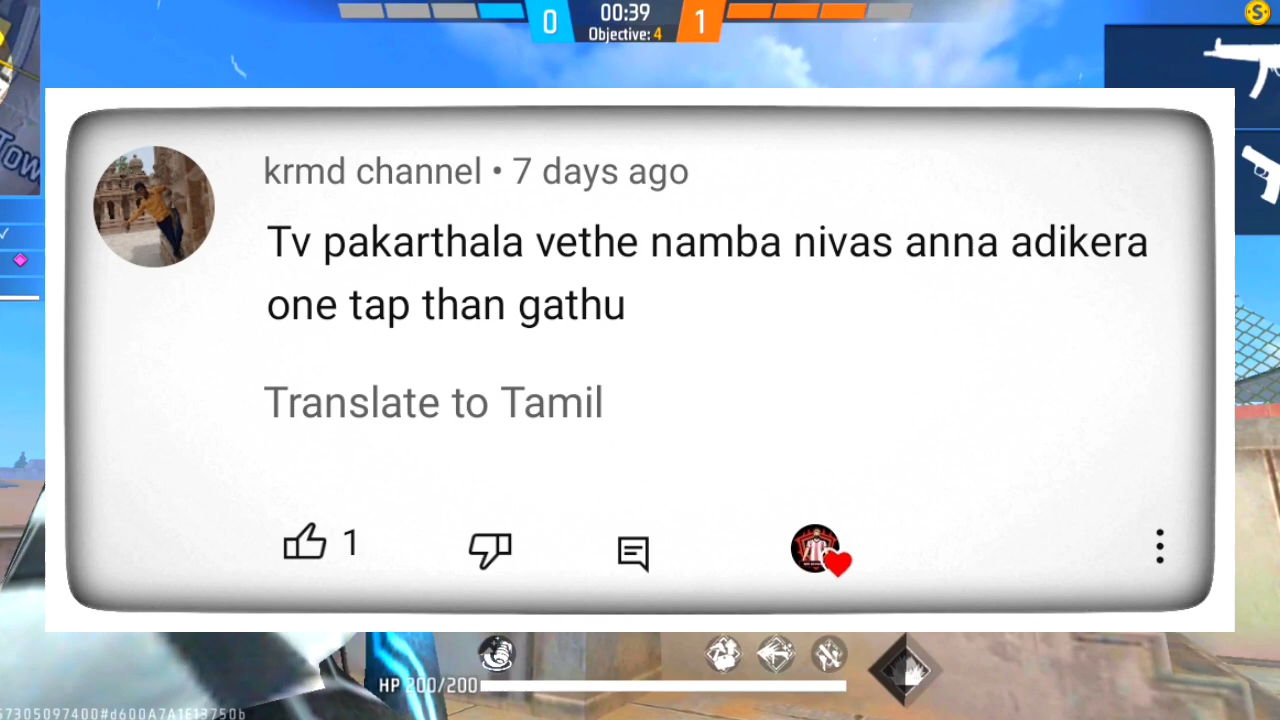 0 00:39 1
Objective: 4
Tow
krmd channel • 7 days ago
Tv pakarthala vethe namba nivas anna adikera
one tap than gathu
Translate to Tamil
1
HP 200/200